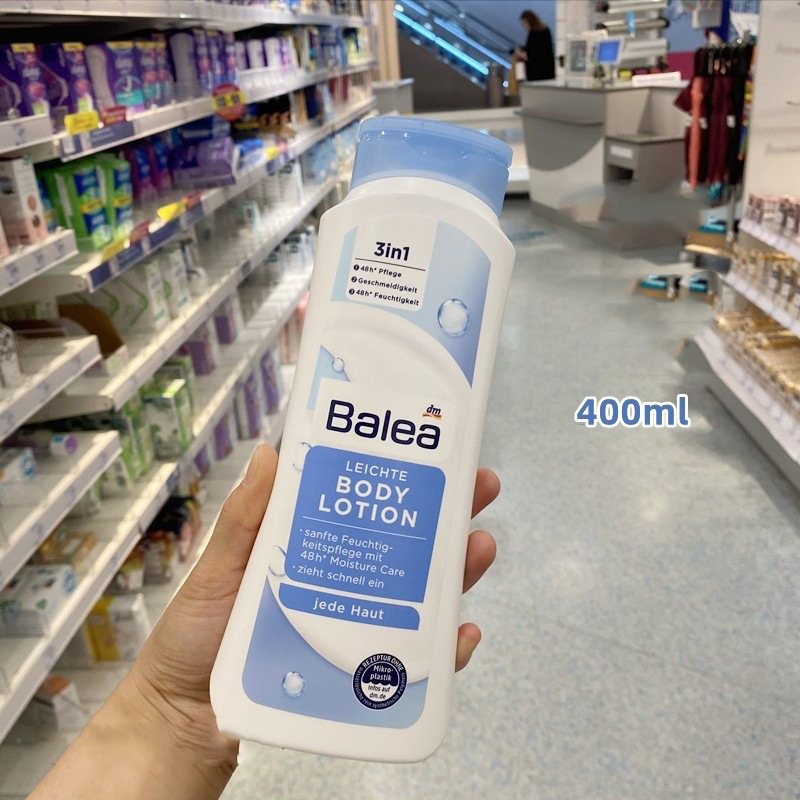 3in1
1 48h* Pflege
2 Geschmeidigkeit
3 48h* Feuchtigkeit
dm
Balea
LEICHTE
BODY
LOTION
• sanfte Feuchtig-
keitspflege mit
48h* Moisture Care
• zieht schnell ein
jede Haut
REZEPTUR OHNE
Mikro-
plastik
Infos auf
dm.de
400ml